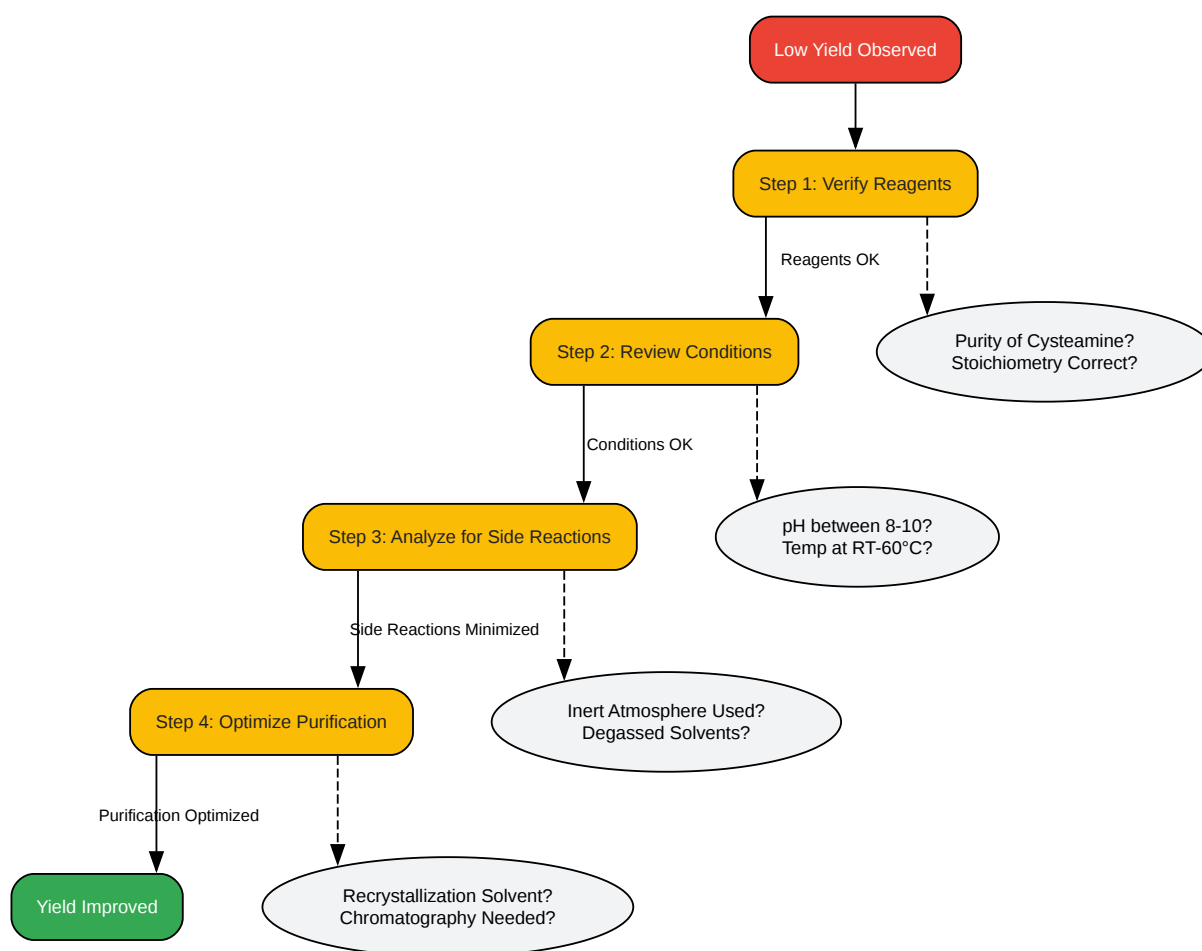 Low Yield Observed
Step 1: Verify Reagents
Reagents OK
Purity of Cysteamine?
Stoichiometry Correct?
Step 2: Review Conditions
Conditions OK
pH between 8-10?
Temp at RT-60°C?
Step 3: Analyze for Side Reactions
Side Reactions Minimized
Inert Atmosphere Used?
Degassed Solvents?
Step 4: Optimize Purification
Purification Optimized
Recrystallization Solvent?
Chromatography Needed?
Yield Improved